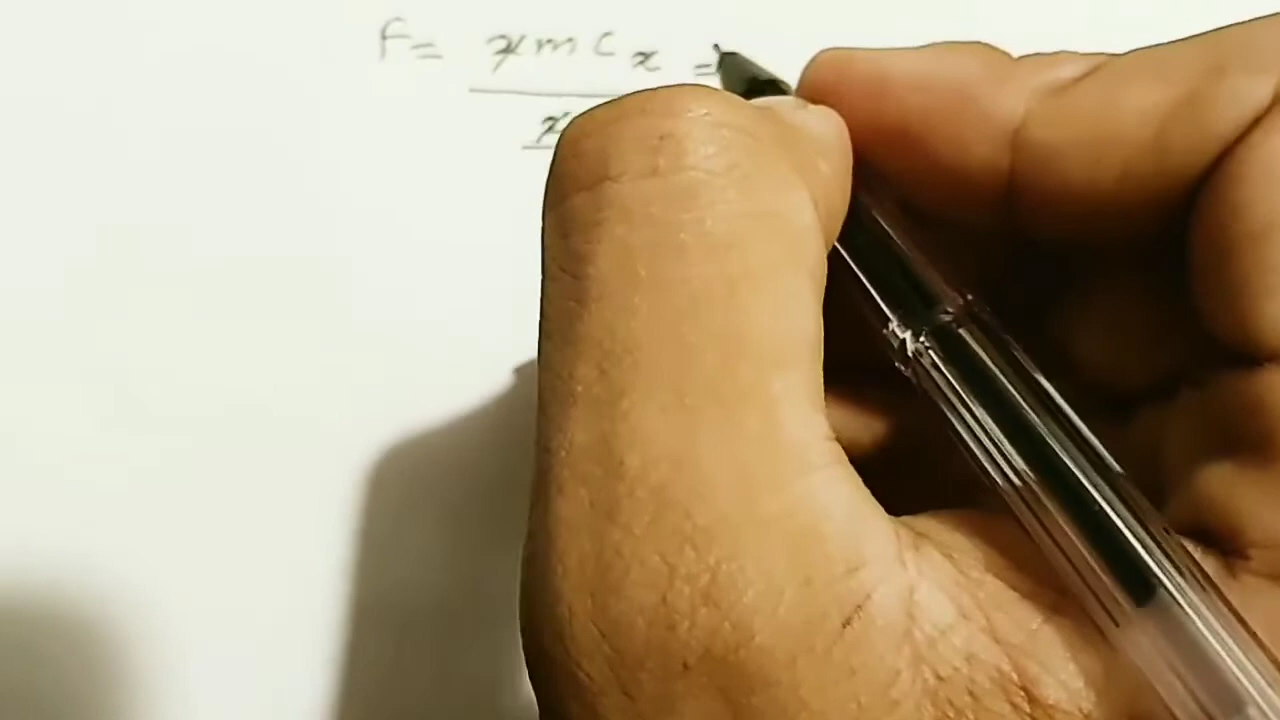 F = xmcx =
x